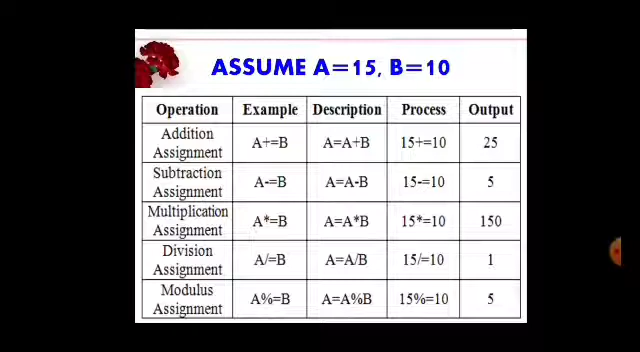 ASSUME A=15, B=10
Operation Example Description Process Output
Addition Assignment A+=B A=A+B 15+=10 25
Subtraction Assignment A-=B A=A-B 15-=10 5
Multiplication Assignment A*=B A=A*B 15*=10 150
Division Assignment A/=B A=A/B 15/=10 1
Modulus Assignment A%=B A=A%B 15%=10 5